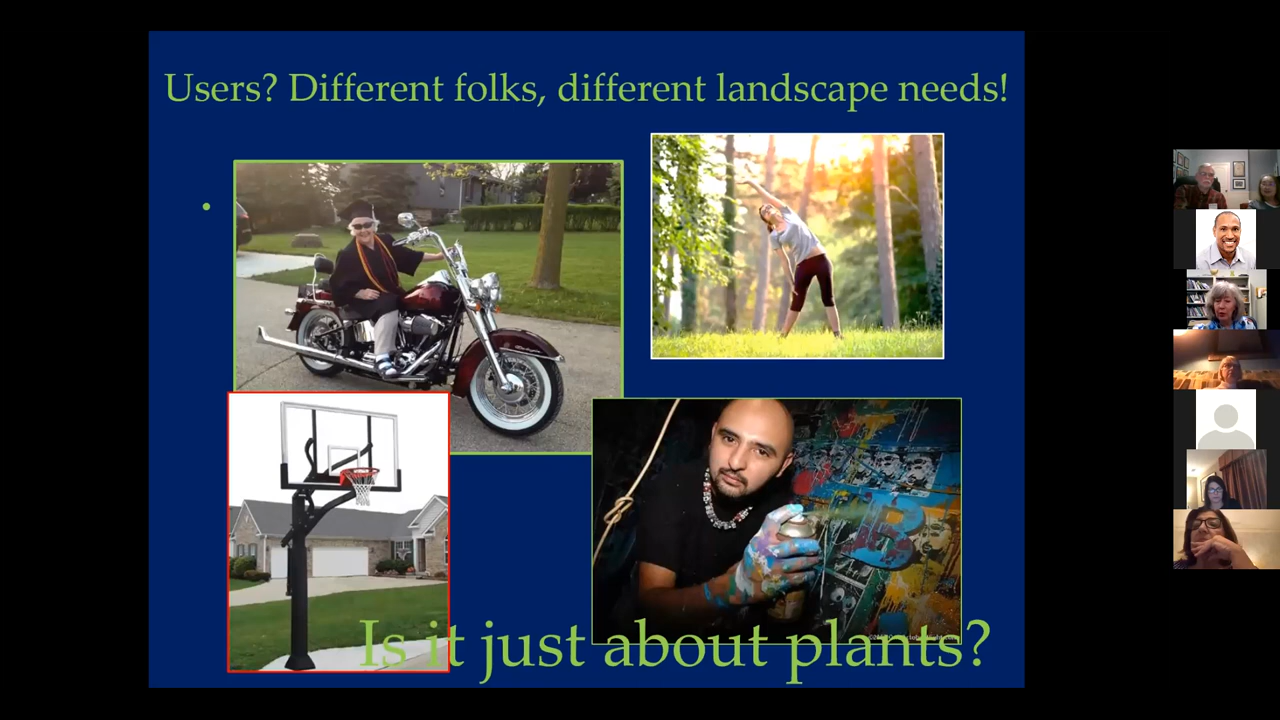 Users? Different folks, different landscape needs!
Is it just about plants?